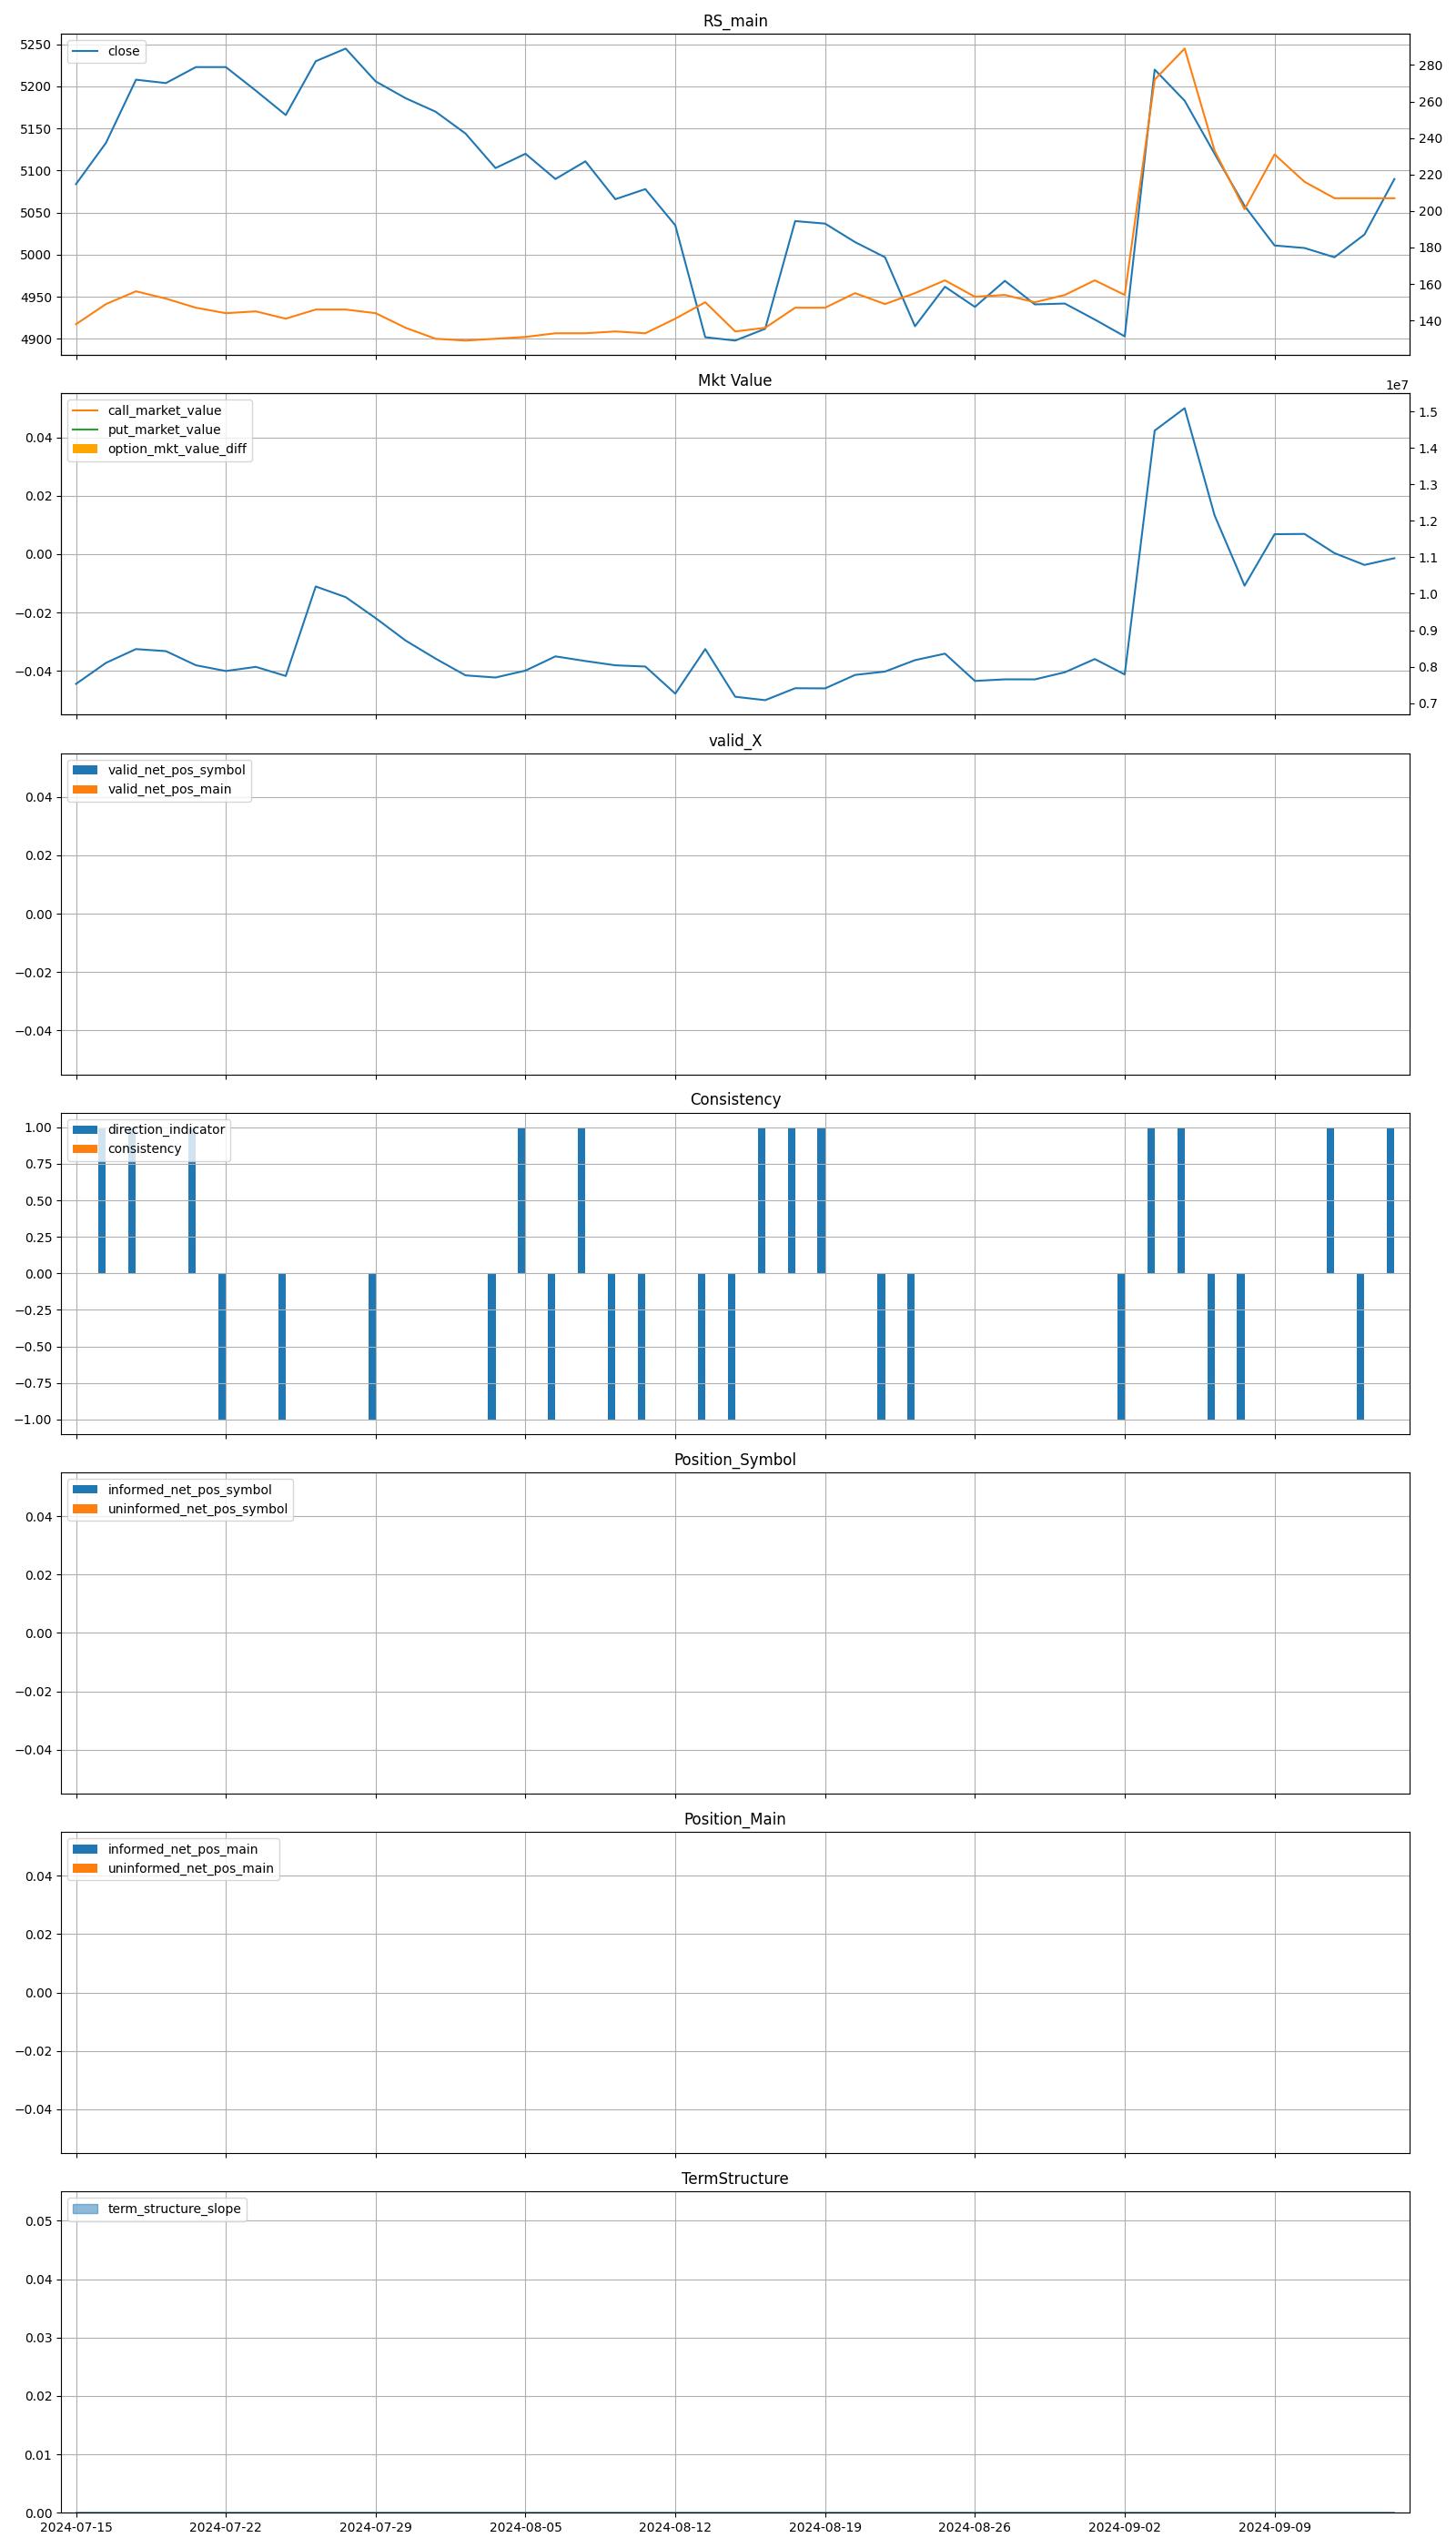 RS_main
close
5250
5200
5150
5100
5050
5000
4950
4900
280
260
240
220
200
180
160
140
Mkt Value
1e7
call_market_value
put_market_value
option_mkt_value_diff
0.04
0.02
0.00
−0.02
−0.04
1.5
1.4
1.3
1.2
1.1
1.0
0.9
0.8
0.7
valid_X
valid_net_pos_symbol
valid_net_pos_main
0.04
0.02
0.00
−0.02
−0.04
Consistency
direction_indicator
consistency
1.00
0.75
0.50
0.25
0.00
−0.25
−0.50
−0.75
−1.00
Position_Symbol
informed_net_pos_symbol
uninformed_net_pos_symbol
0.04
0.02
0.00
−0.02
−0.04
Position_Main
informed_net_pos_main
uninformed_net_pos_main
0.04
0.02
0.00
−0.02
−0.04
TermStructure
term_structure_slope
0.05
0.04
0.03
0.02
0.01
0.00
2024-07-15 2024-07-22 2024-07-29 2024-08-05 2024-08-12 2024-08-19 2024-08-26 2024-09-02 2024-09-09